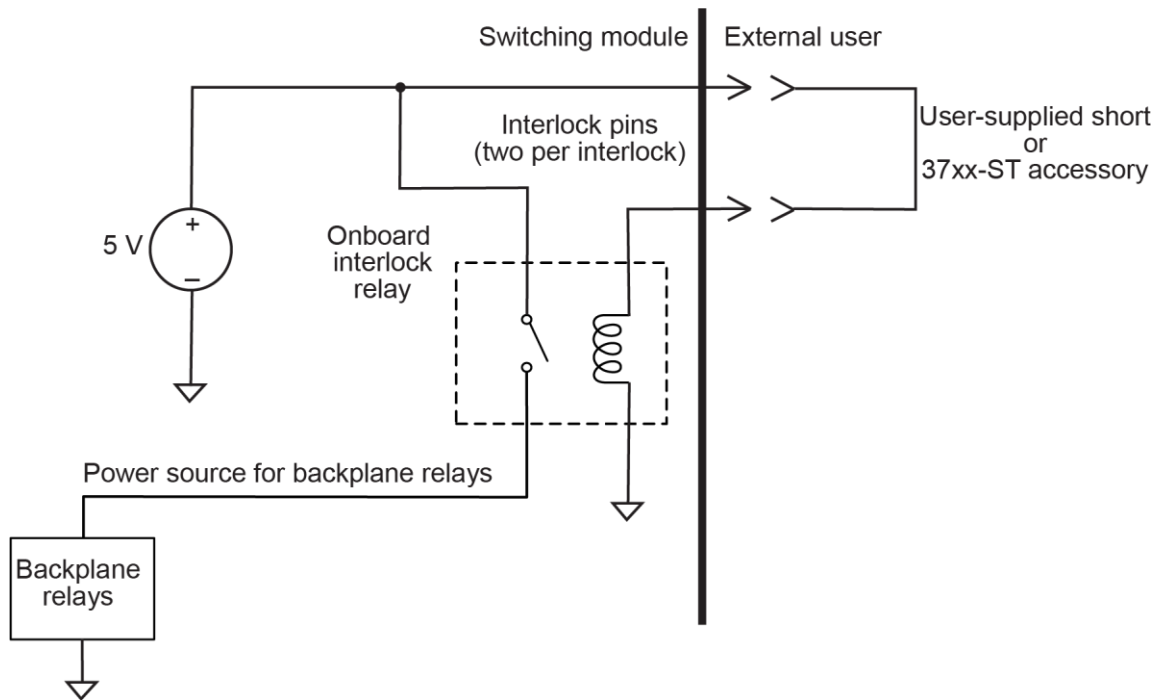 Switching module
External user
Interlock pins
(two per interlock)
User-supplied short
or
37xx-ST accessory
5 V
+
–
Onboard
interlock
relay
Power source for backplane relays
Backplane
relays